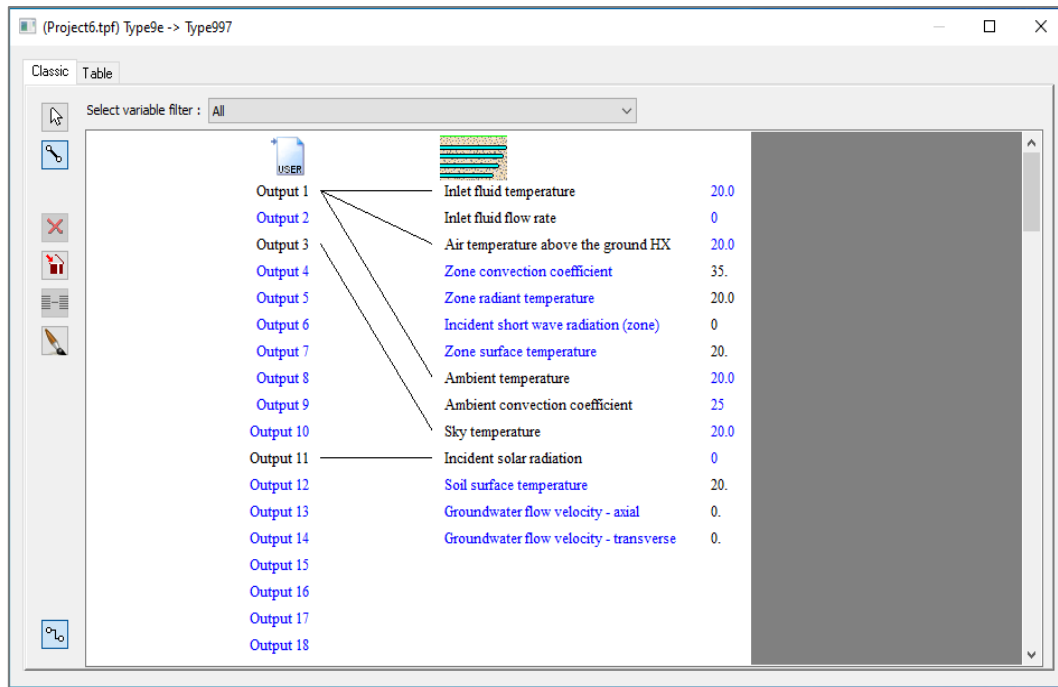 (Project6.tpf) Type9e -> Type997
Classic Table
Select variable filter : All
USER
Output 1 Inlet fluid temperature 20.0
Output 2 Inlet fluid flow rate 0
Output 3 Air temperature above the ground HX 20.0
Output 4 Zone convection coefficient 35.
Output 5 Zone radiant temperature 20.0
Output 6 Incident short wave radiation (zone) 0
Output 7 Zone surface temperature 20.
Output 8 Ambient temperature 20.0
Output 9 Ambient convection coefficient 25
Output 10 Sky temperature 20.0
Output 11 Incident solar radiation 0
Output 12 Soil surface temperature 20.
Output 13 Groundwater flow velocity - axial 0.
Output 14 Groundwater flow velocity - transverse 0.
Output 15
Output 16
Output 17
Output 18